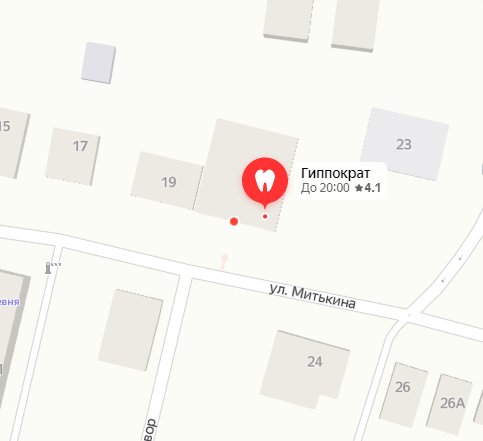 15
17
23
Гиппократ
До 20:00 ★4.1
19
ул. Митькина
евня
24
26
26А
вор